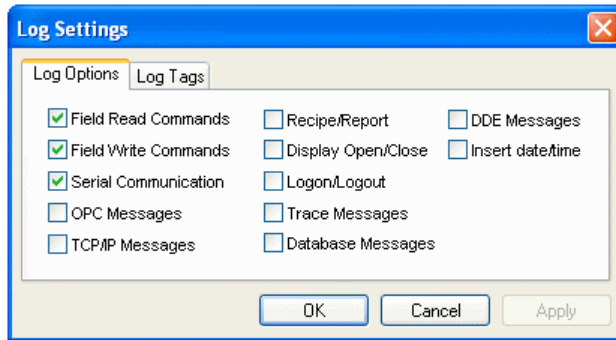 Log Settings
Log Options Log Tags
Field Read Commands Recipe/Report DDE Messages
Field Write Commands Display Open/Close Insert date/time
Serial Communication Logon/Logout
OPC Messages Trace Messages
TCP/IP Messages Database Messages
OK Cancel Apply